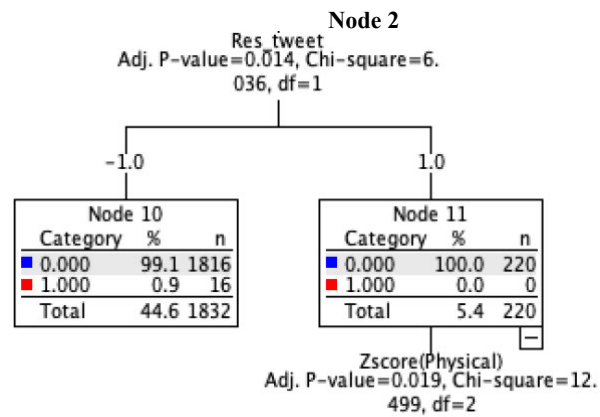 Node 2
Res_tweet
Adj. P-value=0.014, Chi-square=6.
036, df=1
-1.0
1.0
Node 10
Category % n
0.000 99.1 1816
1.000 0.9 16
Total 44.6 1832
Node 11
Category % n
0.000 100.0 220
1.000 0.0 0
Total 5.4 220
Zscore(Physical)
Adj. P-value=0.019, Chi-square=12.
499, df=2